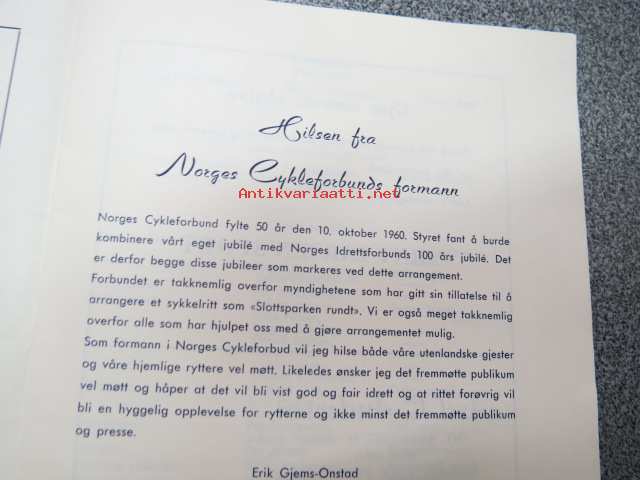 Hilsen fra
Norges Cykleforbunds formann
Antikvariaatti.net
Norges Cykleforbund fylte 50 år den 10. oktober 1960. Styret fant å burde
kombinere vårt eget jubilé med Norges Idrettsforbunds 100 års jubilé. Det
er derfor begge disse jubileer som markeres ved dette arrangement.
Forbundet er takknemlig overfor myndighetene som har gitt sin tillatelse til å
arrangere et sykkelritt som «Slottsparken rundt». Vi er også meget takknemlig
overfor alle som har hjulpet oss med å gjøre arrangementet mulig.
Som formann i Norges Cykleforbud vil jeg hilse både våre utenlandske gjester
og våre hjemlige ryttere vel møtt. Likeledes ønsker jeg det fremmøtte publikum
vel møtt og håper at det vil bli vist god og fair idrett og at rittet forøvrig vil
bli en hyggelig opplevelse for rytterne og ikke minst det fremmøtte publikum
og presse.
Erik Gjems-Onstad